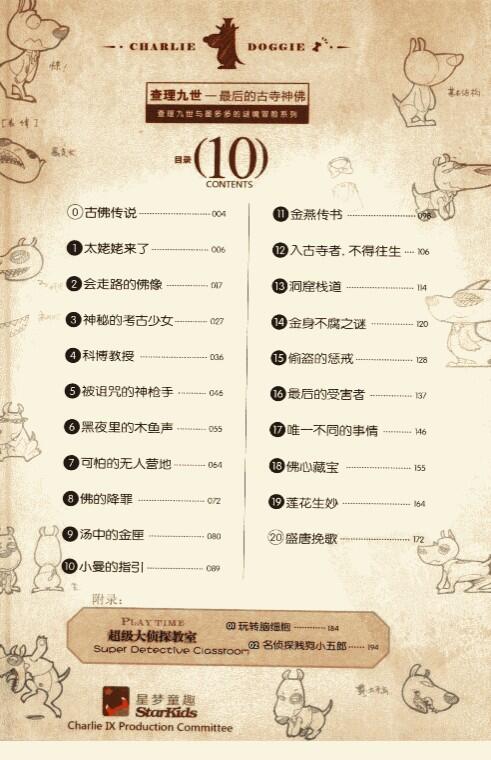 CHARLIE DOGGIE
查理九世 — 最后的古寺神佛
查理九世与墨多多的谜境冒险系列
目录 (10)
CONTENTS
0 古佛传说 004
1 太姥姥来了 006
2 会走路的佛像 017
3 神秘的考古少女 027
4 科博教授 036
5 被诅咒的神枪手 046
6 黑夜里的木鱼声 055
7 可怕的无人营地 064
8 佛的降罪 072
9 汤中的金匣 080
10 小曼的指引 089
11 金燕传书 098
12 入古寺者,不得往生 106
13 洞窟栈道 114
14 金身不腐之谜 120
15 偷盗的惩戒 128
16 最后的受害者 137
17 唯一不同的事情 146
18 佛心藏宝 155
19 莲花生妙 164
20 盛唐挽歌 172
附录:
PLAY TIME
超级大侦探教室
Super Detective Classroom
01 玩转脑细胞 184
02 名侦探贱狗小五郎 194
星梦童趣
StarKids
Charlie IX Production Committee